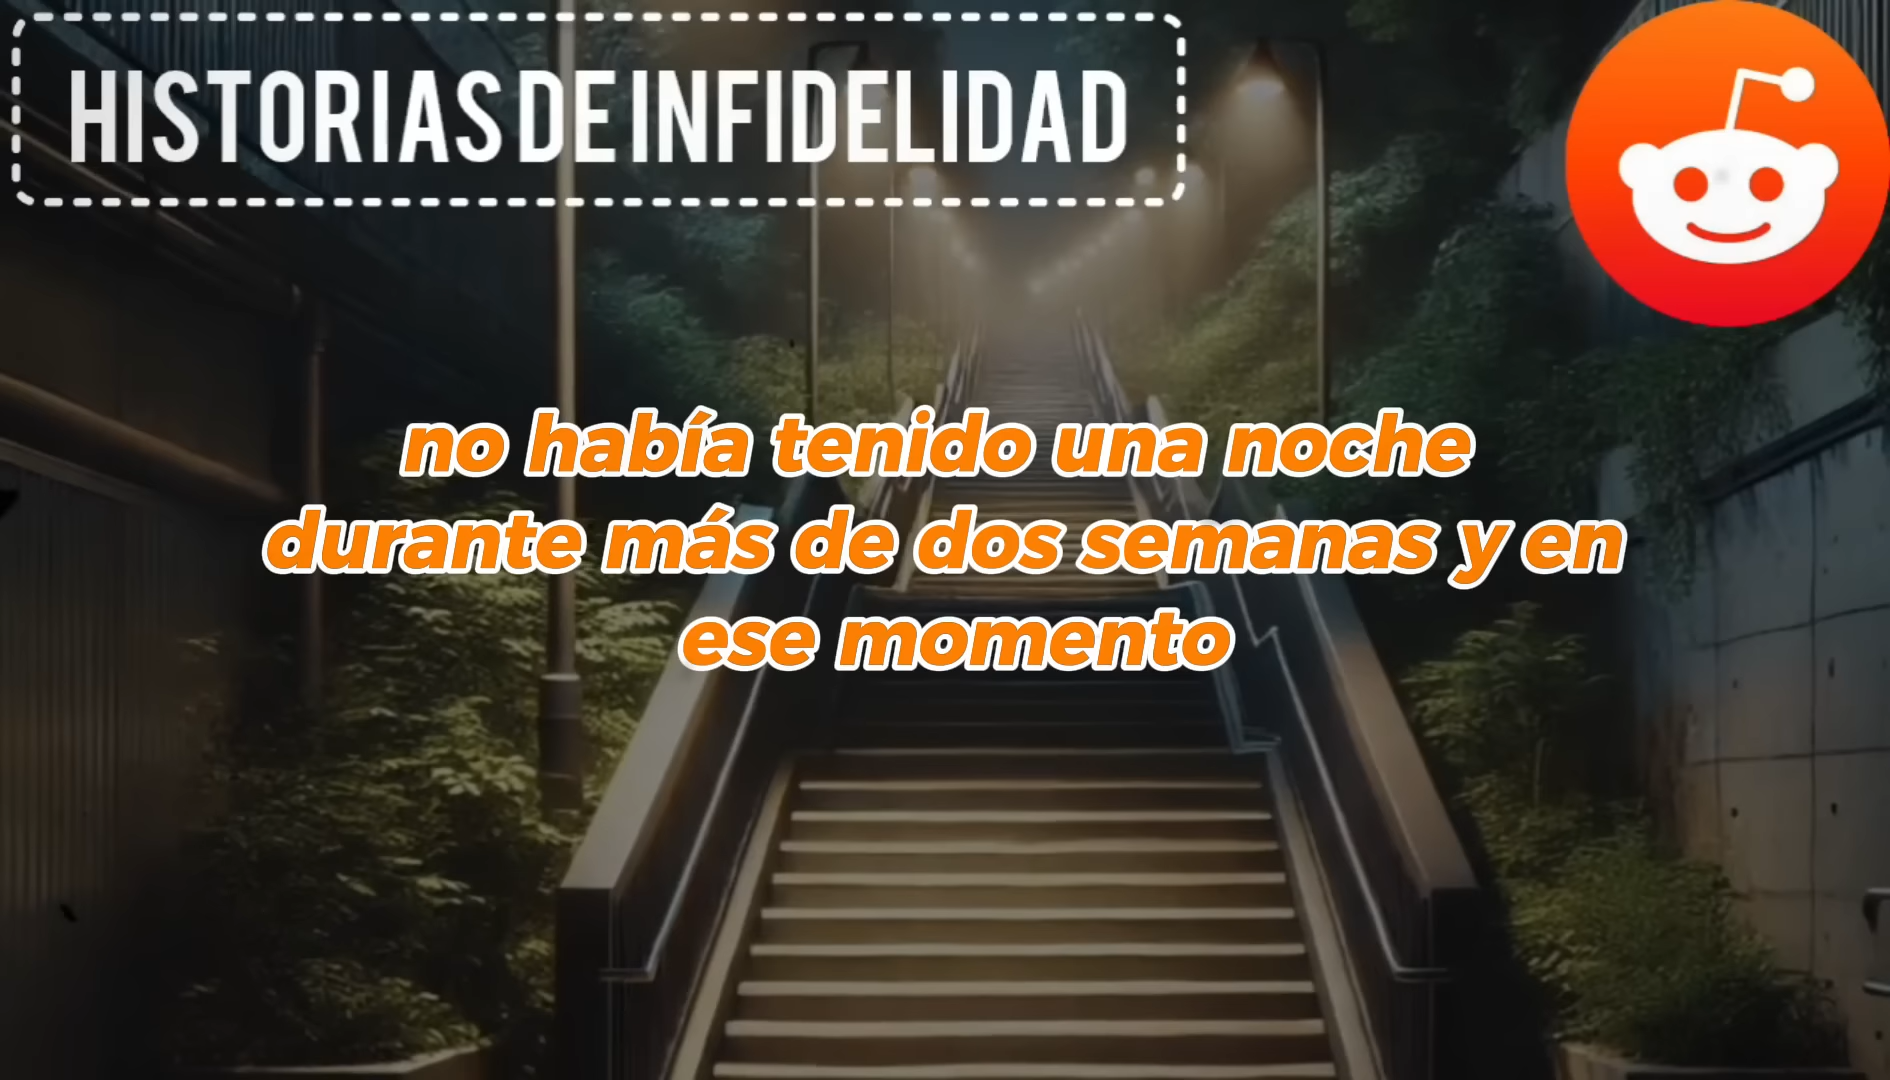 HISTORIAS DE INFIDELIDAD
no había tenido una noche
durante más de dos semanas y en
ese momento